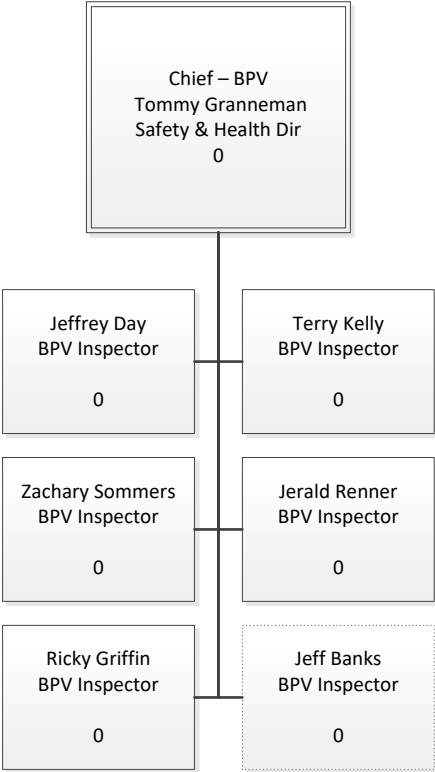 Chief – BPV
Tommy Granneman
Safety & Health Dir
0
Jeffrey Day
BPV Inspector
0
Terry Kelly
BPV Inspector
0
Zachary Sommers
BPV Inspector
0
Jerald Renner
BPV Inspector
0
Ricky Griffin
BPV Inspector
0
Jeff Banks
BPV Inspector
0